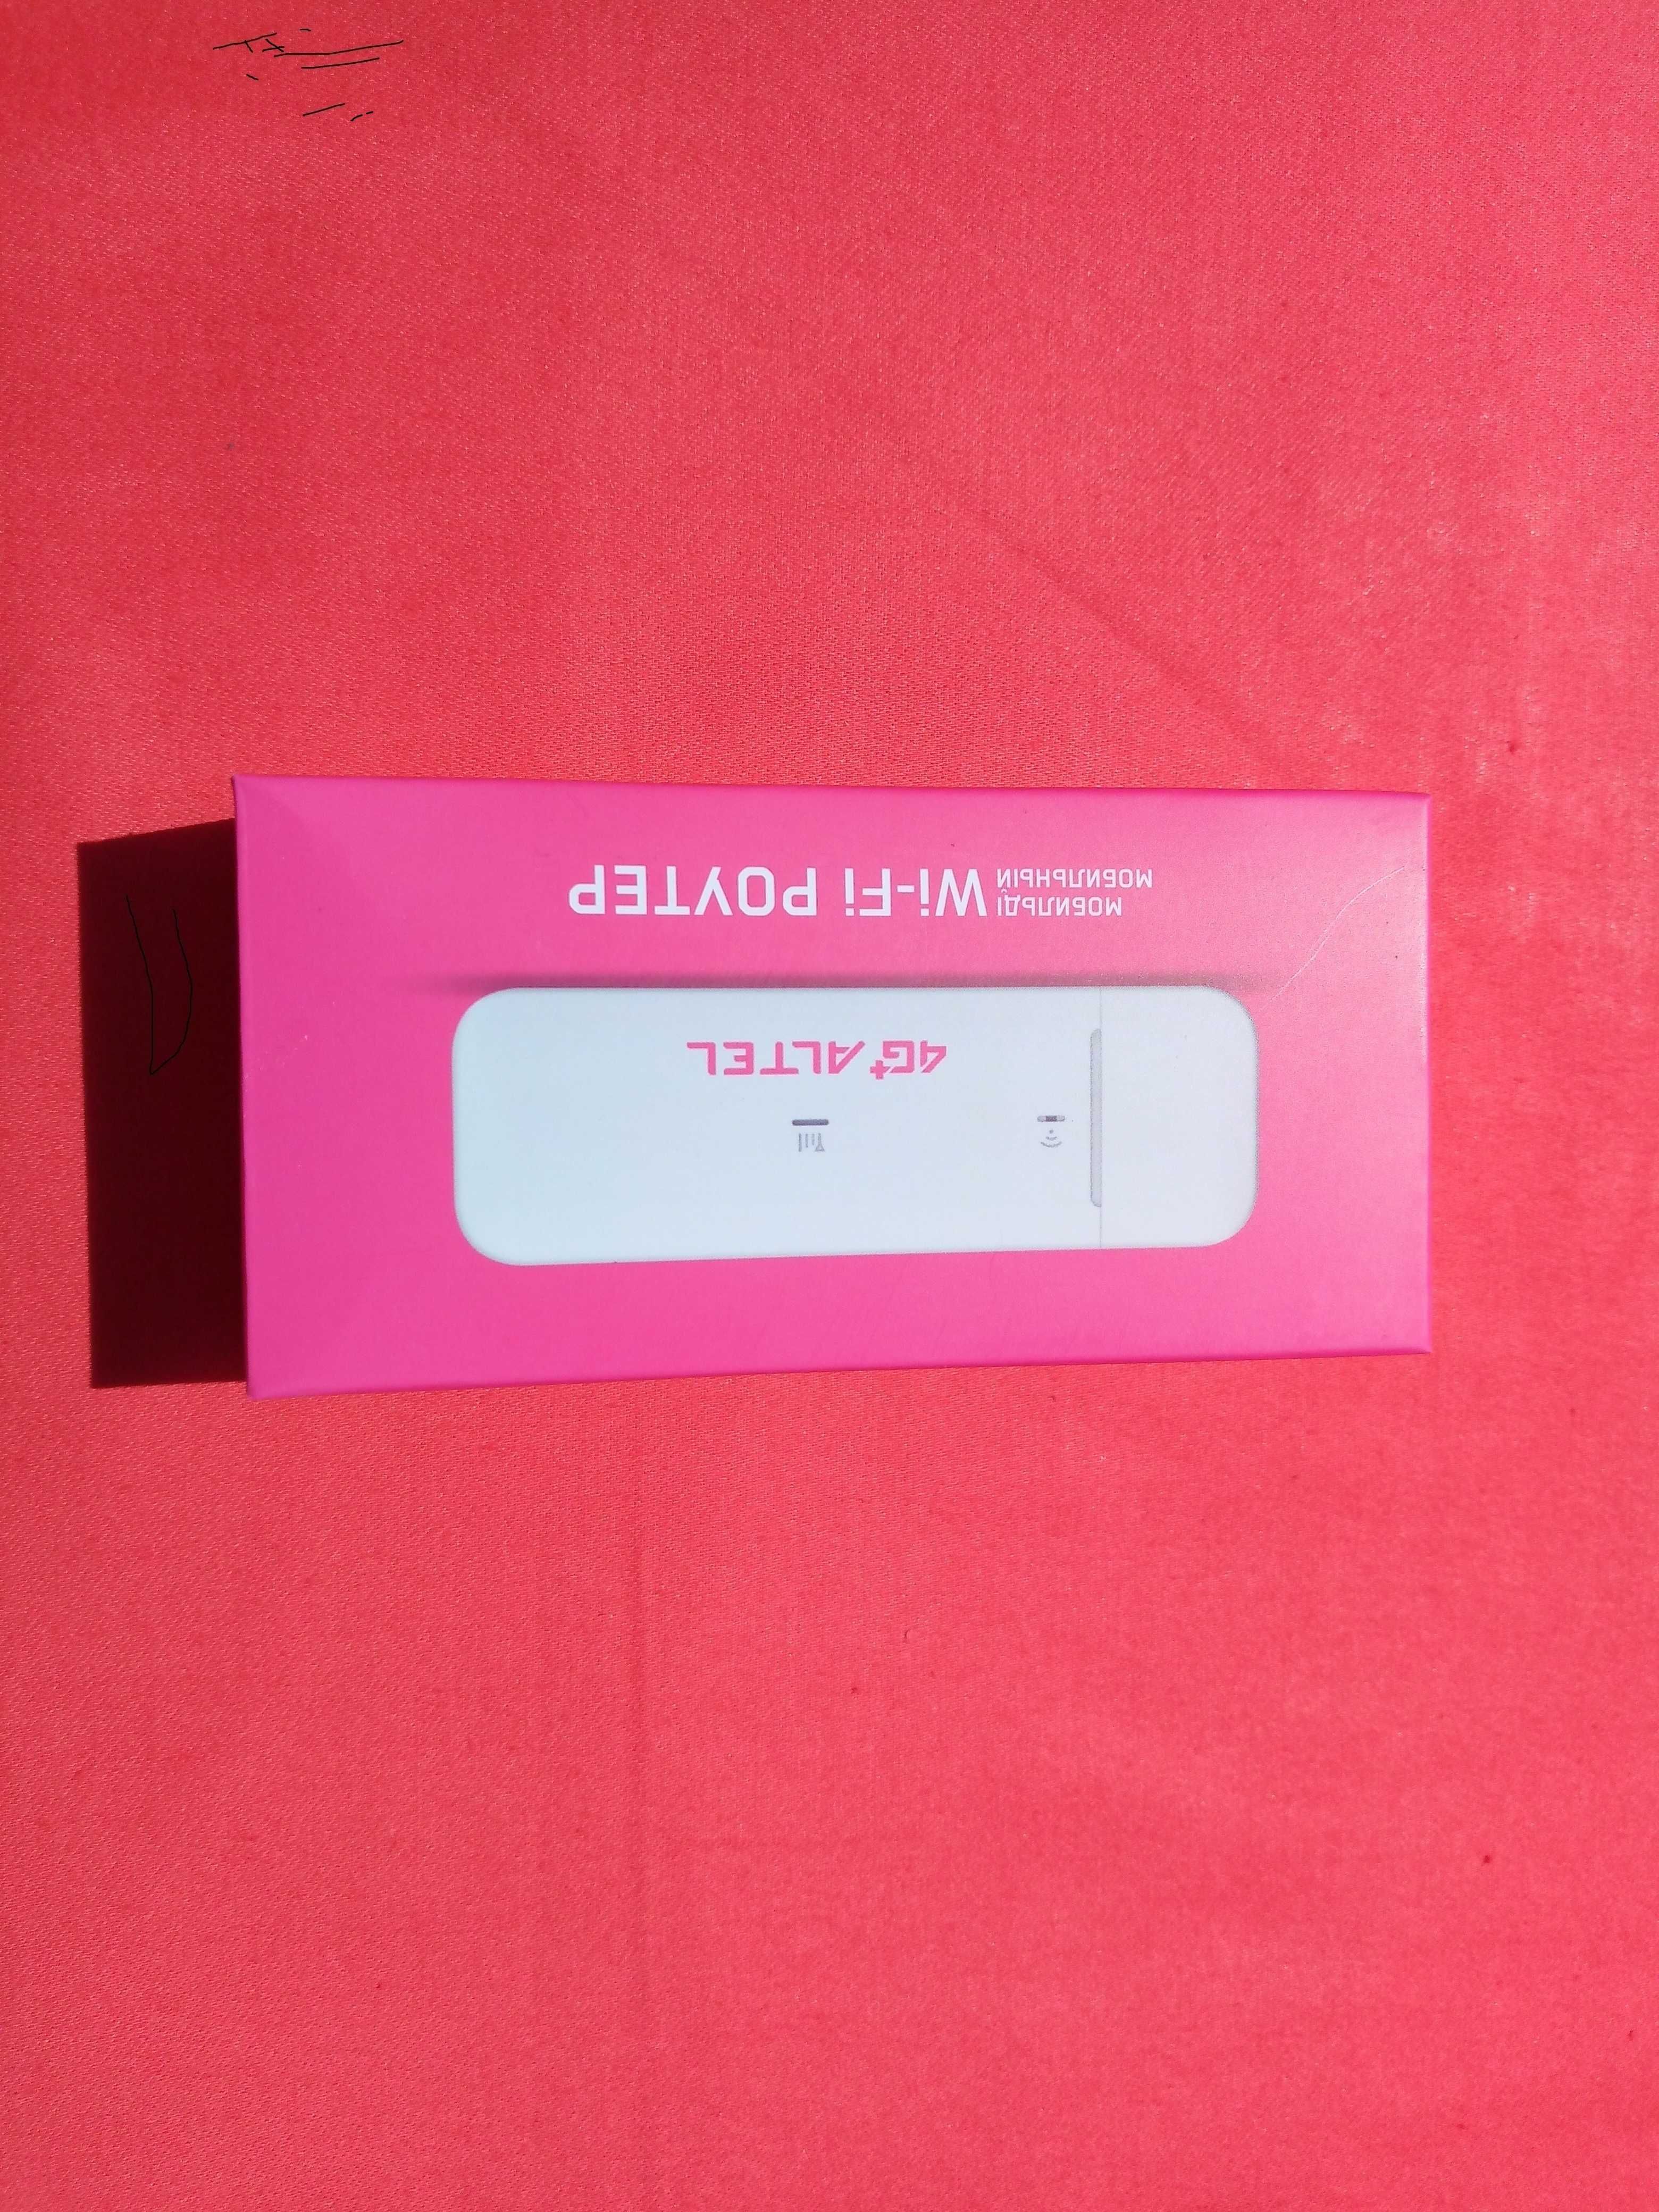 4G+ ALTEL
МОБИЛЬДІ
МОБИЛЬНЫЙ
Wi-Fi РОУТЕР